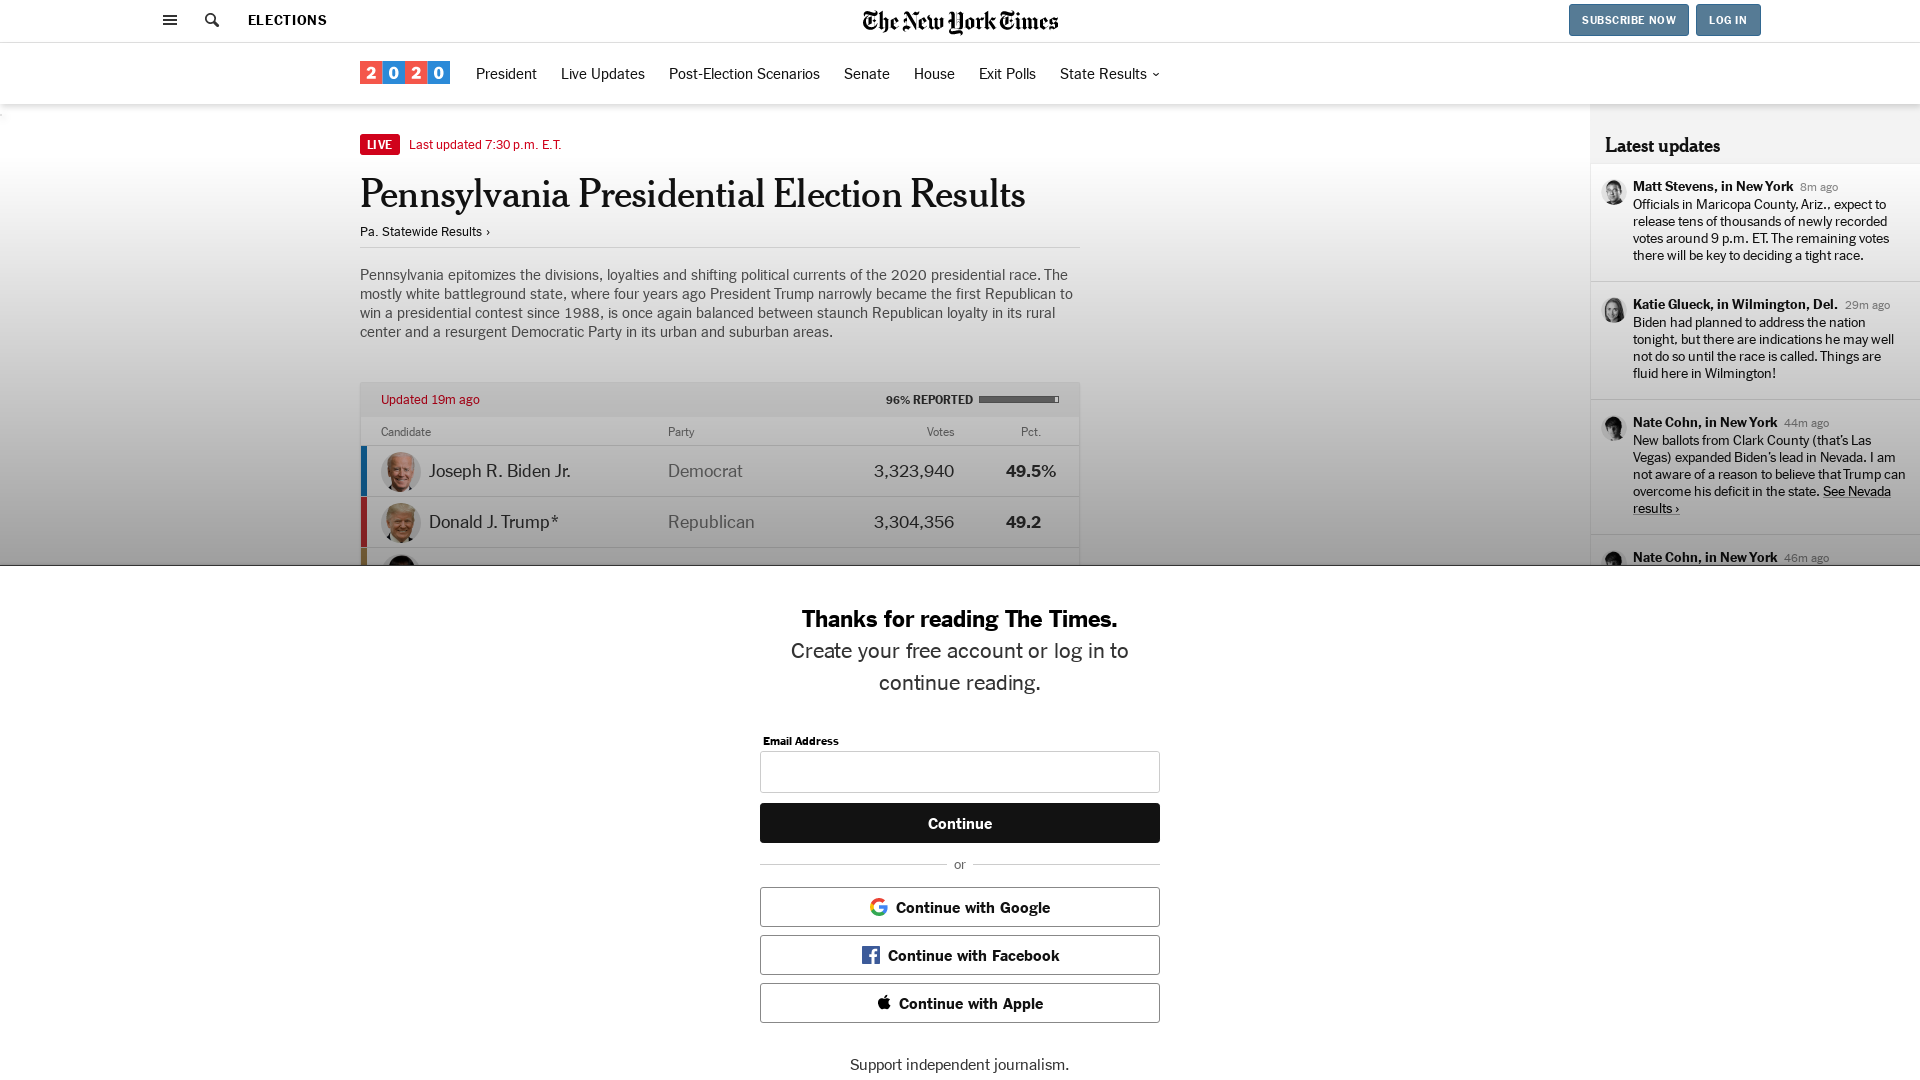 ELECTIONS
The New York Times
SUBSCRIBE NOW
LOG IN
2020
President
Live Updates
Post-Election Scenarios
Senate
House
Exit Polls
State Results
LIVE
Last updated 7:30 p.m. E.T.
Pennsylvania Presidential Election Results
Pa. Statewide Results ›
Pennsylvania epitomizes the divisions, loyalties and shifting political currents of the 2020 presidential race. The
mostly white battleground state, where four years ago President Trump narrowly became the first Republican to
win a presidential contest since 1988, is once again balanced between staunch Republican loyalty in its rural
center and a resurgent Democratic Party in its urban and suburban areas.
Updated 19m ago
96% REPORTED
Candidate Party Votes Pct.
Joseph R. Biden Jr. Democrat 3,323,940 49.5%
Donald J. Trump* Republican 3,304,356 49.2
Latest updates
Matt Stevens, in New York 8m ago
Officials in Maricopa County, Ariz., expect to
release tens of thousands of newly recorded
votes around 9 p.m. ET. The remaining votes
there will be key to deciding a tight race.
Katie Glueck, in Wilmington, Del. 29m ago
Biden had planned to address the nation
tonight, but there are indications he may well
not do so until the race is called. Things are
fluid here in Wilmington!
Nate Cohn, in New York 44m ago
New ballots from Clark County (that's Las
Vegas) expanded Biden's lead in Nevada. I am
not aware of a reason to believe that Trump can
overcome his deficit in the state. See Nevada
results ›
Nate Cohn, in New York 46m ago
Thanks for reading The Times.
Create your free account or log in to
continue reading.
Email Address
Continue
or
Continue with Google
Continue with Facebook
Continue with Apple
Support independent journalism.